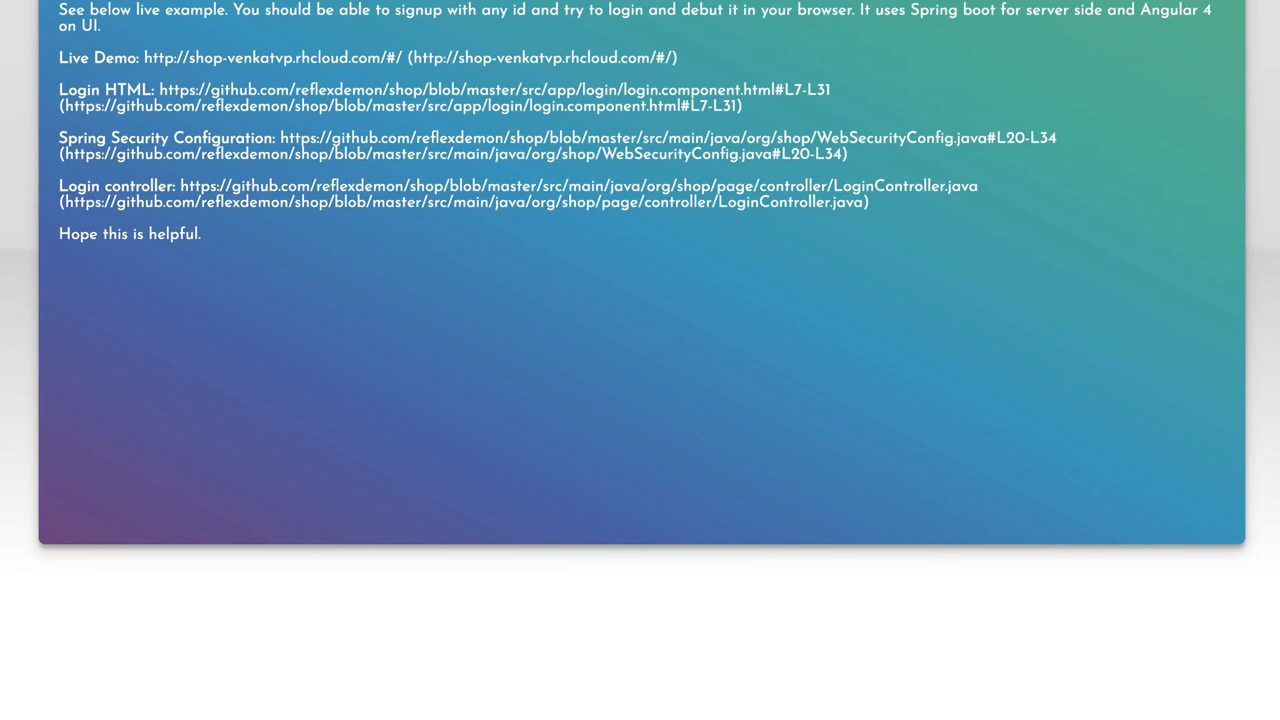 See below live example. You should be able to signup with any id and try to login and debut it in your browser. It uses Spring boot for server side and Angular 4
on UI.
Live Demo: http://shop-venkatvp.rhcloud.com/#/ (http://shop-venkatvp.rhcloud.com/#/)
Login HTML: https://github.com/reflexdemon/shop/blob/master/src/app/login/login.component.html#L7-L31
(https://github.com/reflexdemon/shop/blob/master/src/app/login/login.component.html#L7-L31)
Spring Security Configuration: https://github.com/reflexdemon/shop/blob/master/src/main/java/org/shop/WebSecurityConfig.java#L20-L34
(https://github.com/reflexdemon/shop/blob/master/src/main/java/org/shop/WebSecurityConfig.java#L20-L34)
Login controller: https://github.com/reflexdemon/shop/blob/master/src/main/java/org/shop/page/controller/LoginController.java
(https://github.com/reflexdemon/shop/blob/master/src/main/java/org/shop/page/controller/LoginController.java)
Hope this is helpful.